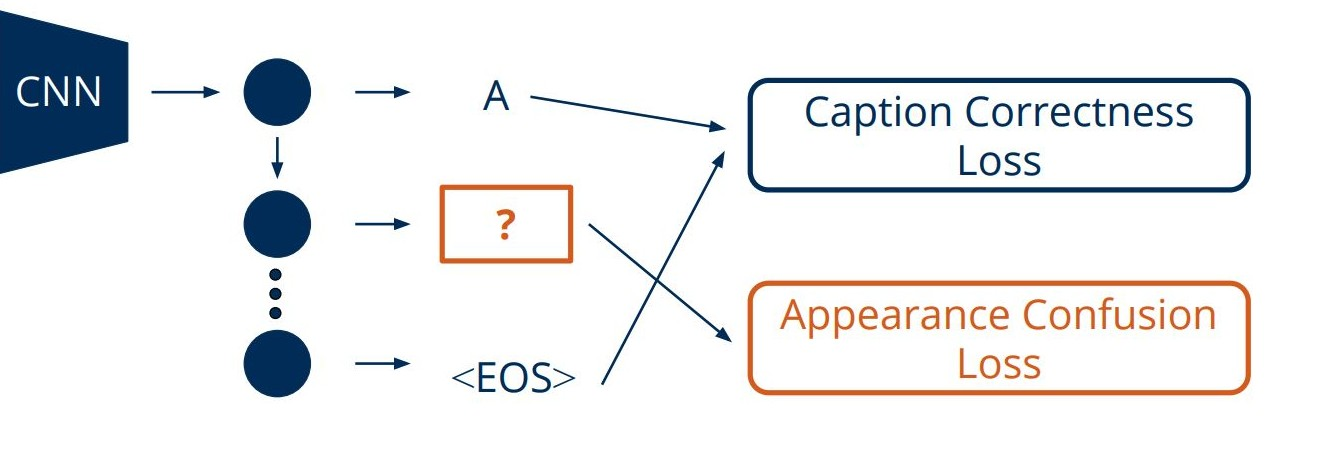 CNN
A
Caption Correctness
Loss
?
Appearance Confusion
Loss
<EOS>